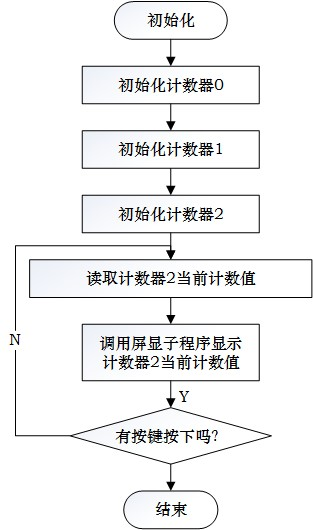 初始化
初始化计数器0
初始化计数器1
初始化计数器2
读取计数器2当前计数值
N
调用屏显子程序显示
计数器2当前计数值
Y
有按键按下吗?
结束